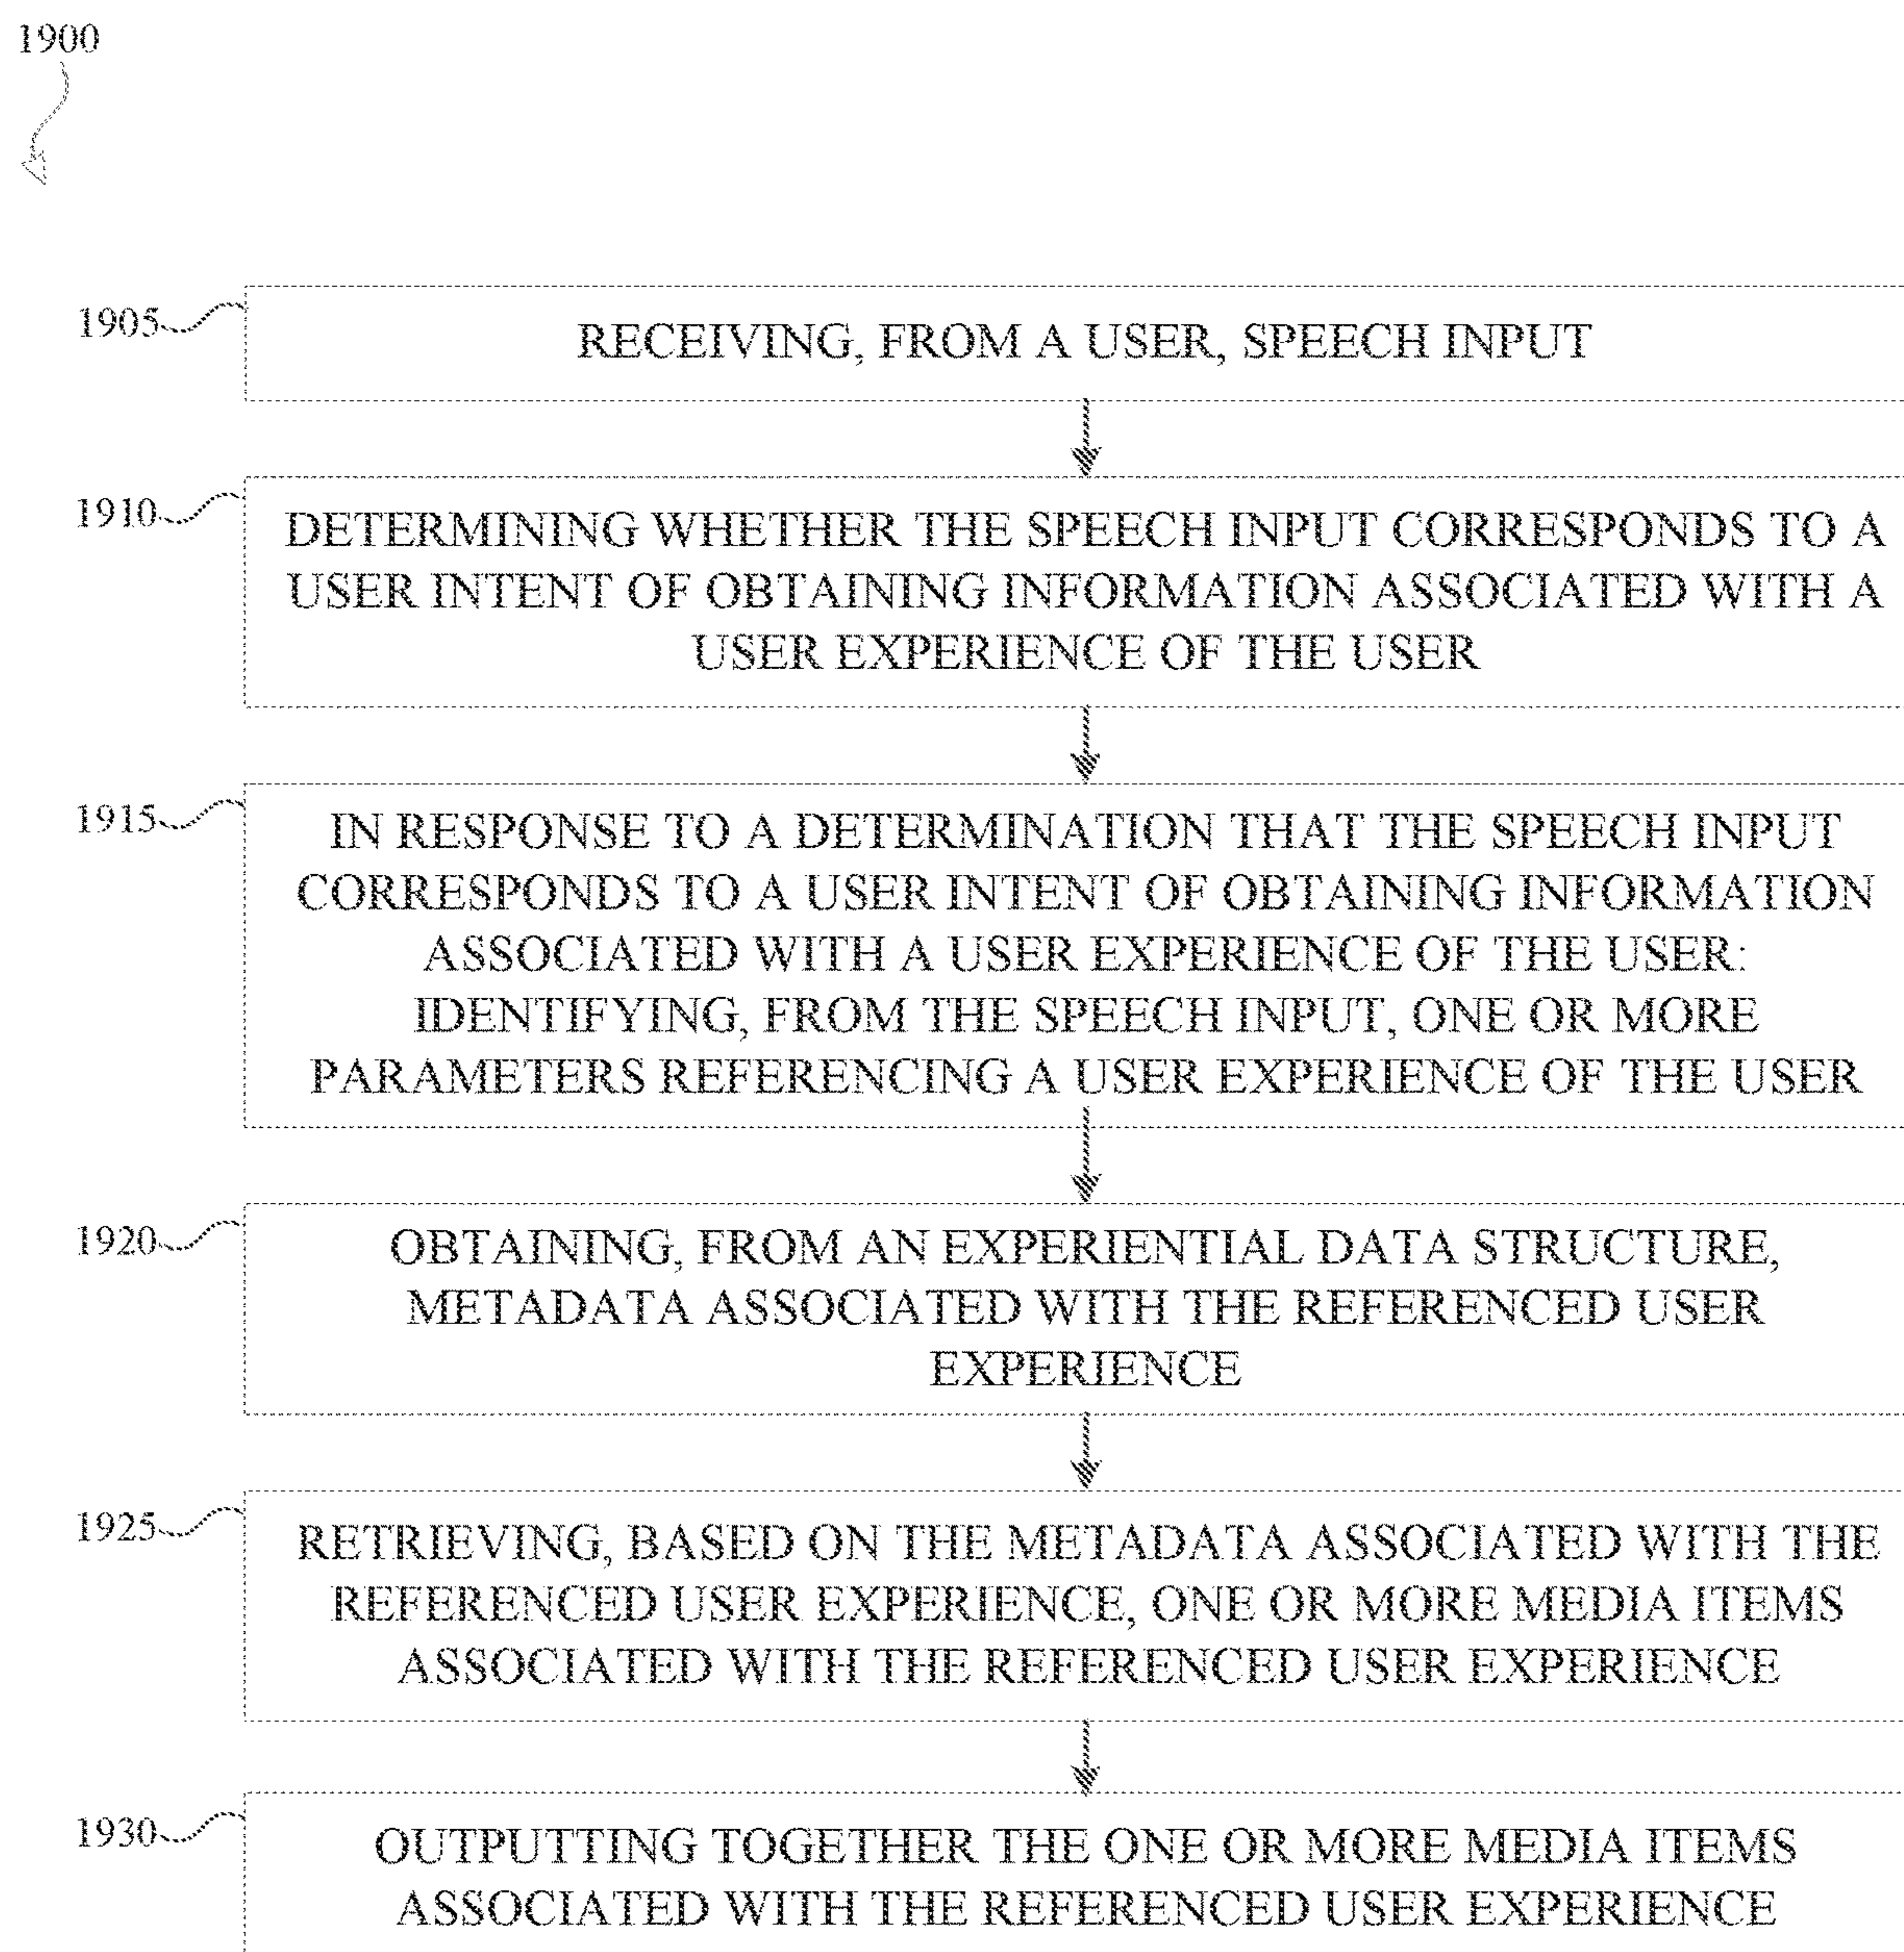 1900
1905
RECEIVING, FROM A USER, SPEECH INPUT
1910
DETERMINING WHETHER THE SPEECH INPUT CORRESPONDS TO A
USER INTENT OF OBTAINING INFORMATION ASSOCIATED WITH A
USER EXPERIENCE OF THE USER
1915
IN RESPONSE TO A DETERMINATION THAT THE SPEECH INPUT
CORRESPONDS TO A USER INTENT OF OBTAINING INFORMATION
ASSOCIATED WITH A USER EXPERIENCE OF THE USER:
IDENTIFYING, FROM THE SPEECH INPUT, ONE OR MORE
PARAMETERS REFERENCING A USER EXPERIENCE OF THE USER
1920
OBTAINING, FROM AN EXPERIENTIAL DATA STRUCTURE,
METADATA ASSOCIATED WITH THE REFERENCED USER
EXPERIENCE
1925
RETRIEVING, BASED ON THE METADATA ASSOCIATED WITH THE
REFERENCED USER EXPERIENCE, ONE OR MORE MEDIA ITEMS
ASSOCIATED WITH THE REFERENCED USER EXPERIENCE
1930
OUTPUTTING TOGETHER THE ONE OR MORE MEDIA ITEMS
ASSOCIATED WITH THE REFERENCED USER EXPERIENCE